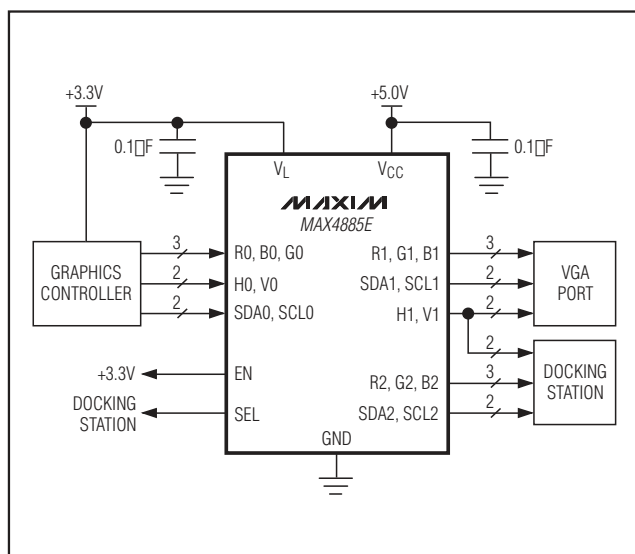 +3.3V
+5.0V
0.1▯F
0.1▯F
VL
VCC
MAXIM
MAX4885E
GRAPHICS
CONTROLLER
3
R0, B0, G0
2
H0, V0
2
SDA0, SCL0
R1, G1, B1
3
SDA1, SCL1
2
H1, V1
2
VGA
PORT
2
R2, G2, B2
3
SDA2, SCL2
2
DOCKING
STATION
+3.3V
EN
DOCKING
STATION
SEL
GND